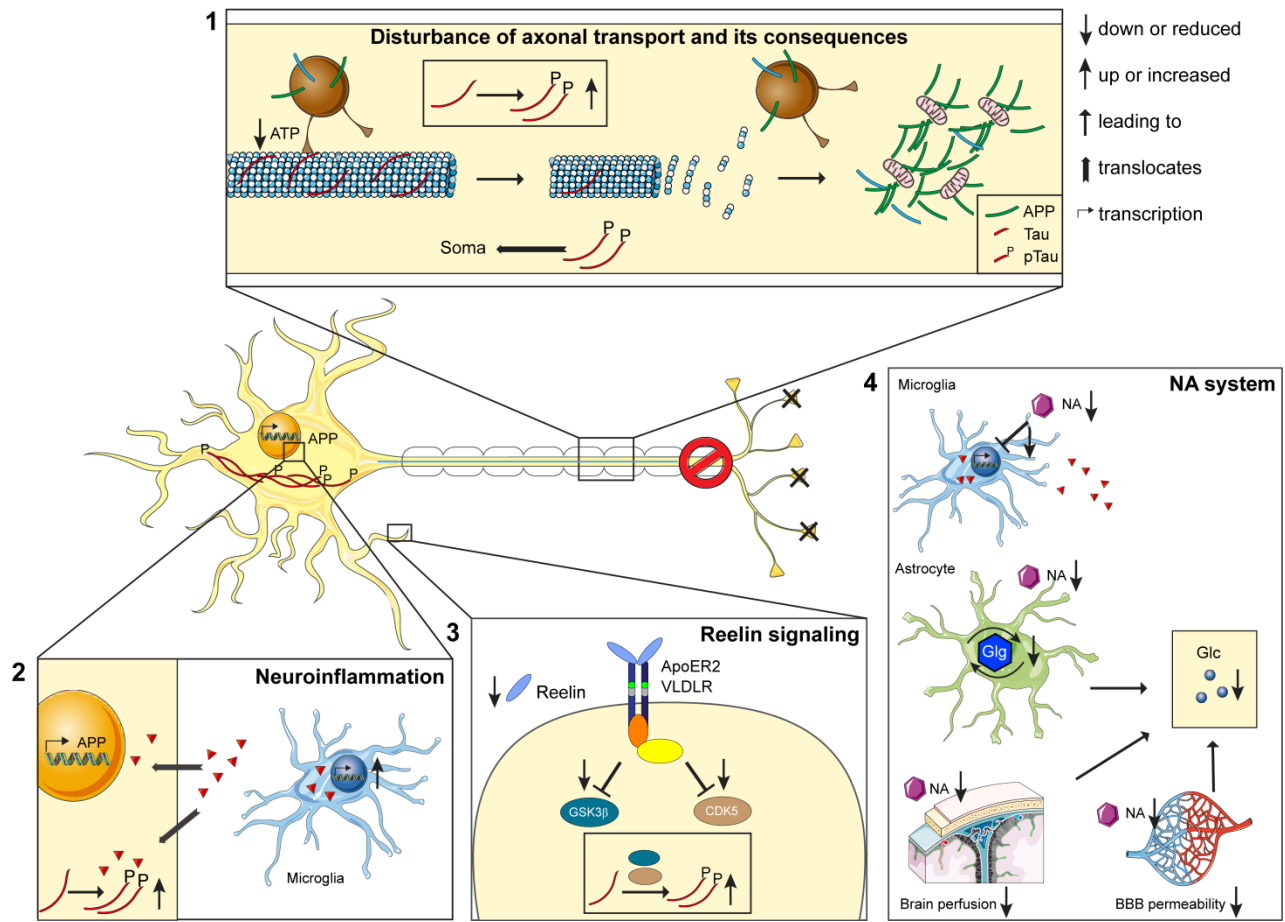 1
Disturbance of axonal transport and its consequences
ATP
P
P
Soma
P
P
APP
Tau
P
pTau
down or reduced
up or increased
leading to
translocates
transcription
APP
P
P
P
P
2
Neuroinflammation
APP
P
P
Microglia
3
Reelin signaling
Reelin
ApoER2
VLDLR
GSK3β
CDK5
P
P
4
NA system
Microglia
NA
Astrocyte
NA
Glg
Glc
NA
NA
Brain perfusion
BBB permeability